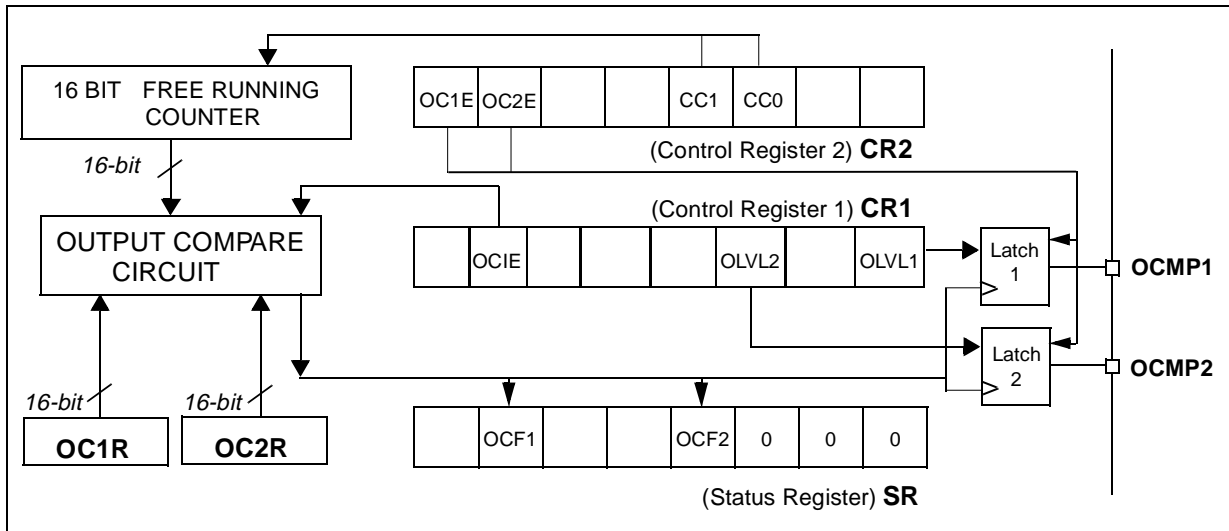 16 BIT FREE RUNNING
COUNTER
16-bit
OC1E OC2E CC1 CC0
(Control Register 2) CR2
(Control Register 1) CR1
OUTPUT COMPARE
CIRCUIT
OCIE OLVL2 OLVL1
Latch
1
OCMP1
Latch
2
OCMP2
16-bit 16-bit
OC1R OC2R
OCF1 OCF2 0 0 0
(Status Register) SR